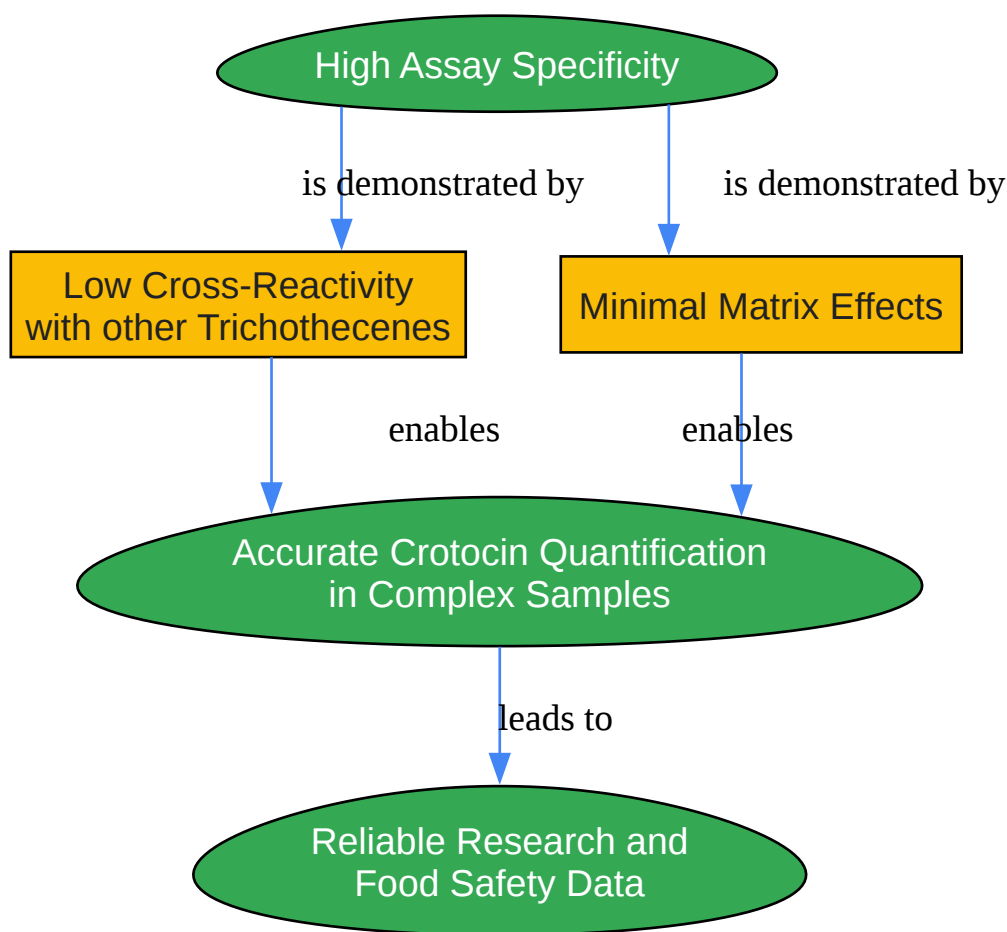 High Assay Specificity
is demonstrated by
is demonstrated by
Low Cross-Reactivity
with other Trichothecenes
Minimal Matrix Effects
enables
enables
Accurate Crotocin Quantification
in Complex Samples
leads to
Reliable Research and
Food Safety Data